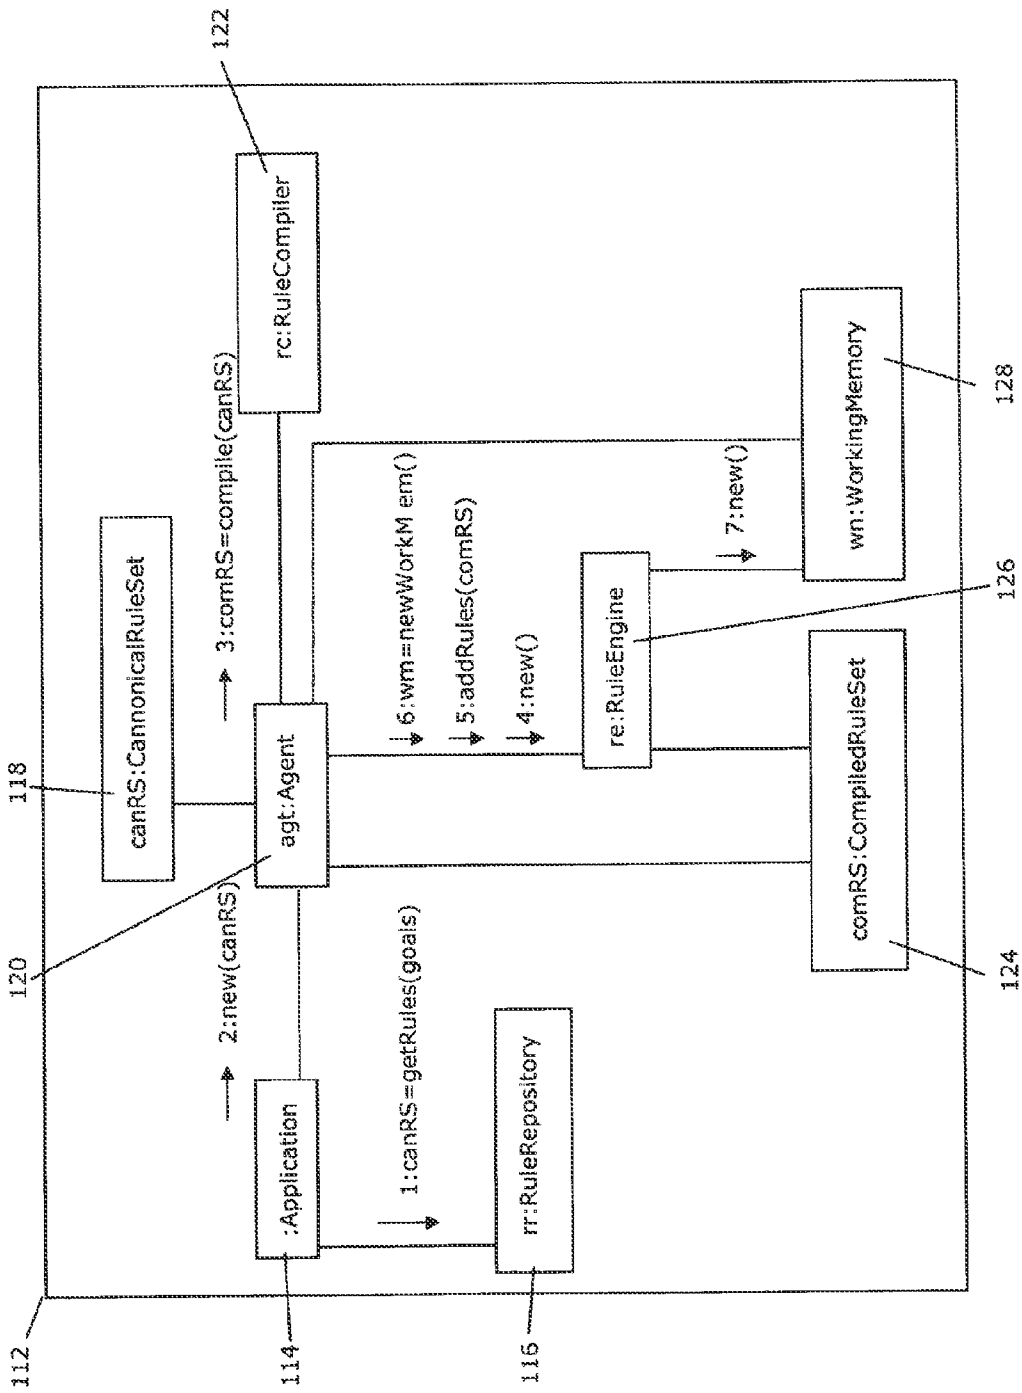 112
118
122
canRS:CannonicalRuleSet
120
2:new(canRS)
3:comRS=compile(canRS)
:Application
agt:Agent
rc:RuleCompiler
114
1:canRS=getRules(goals)
6:wm=newWorkM em()
5:addRules(comRS)
4:new()
rr:RuleRepository
116
re:RuleEngine
7:new()
126
comRS:CompiledRuleSet
wn:WorkingMemory
124
128